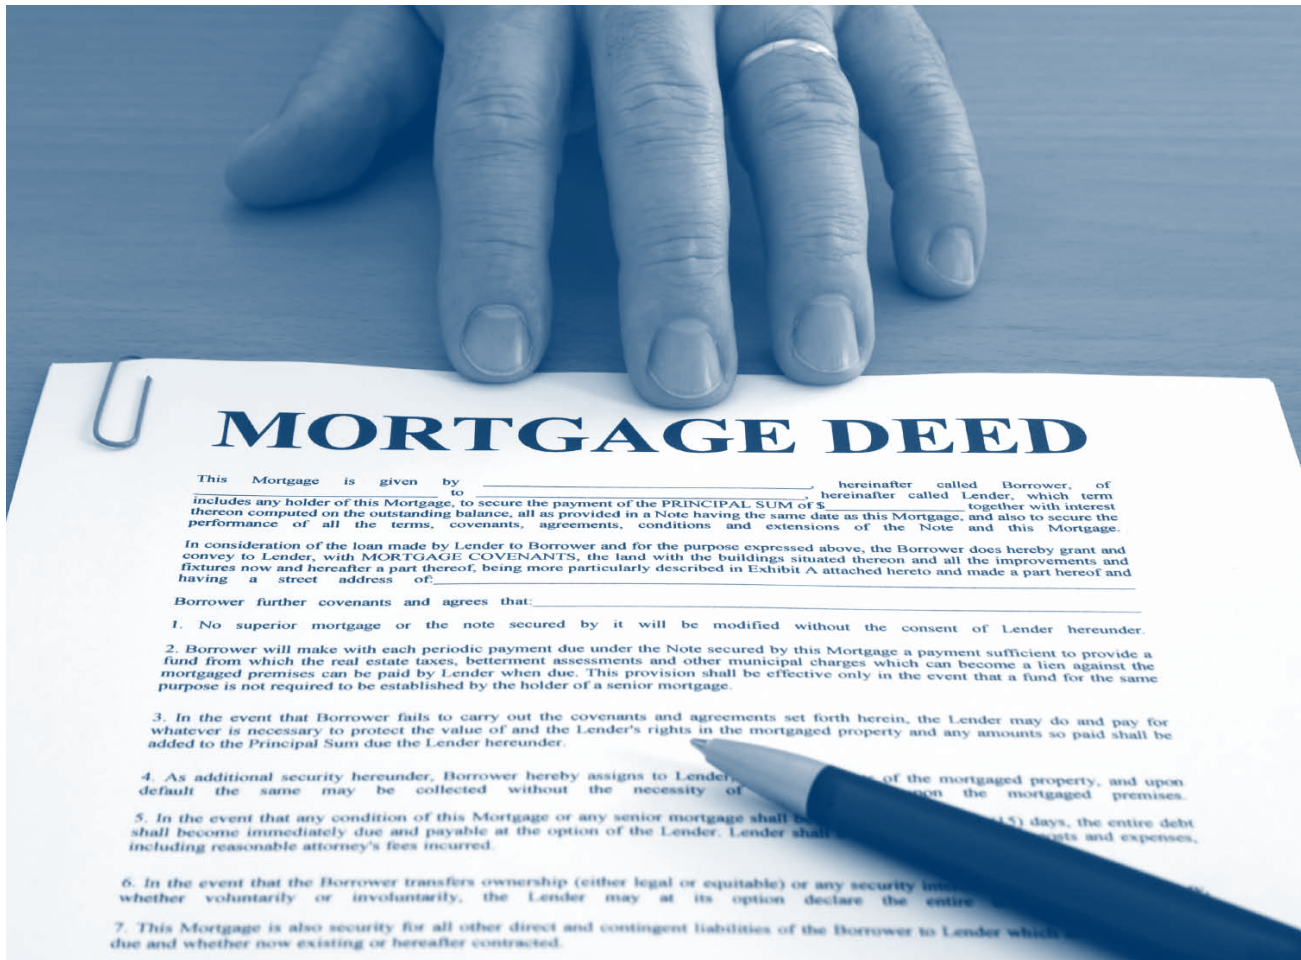 MORTGAGE DEED
This Mortgage is given by ____________________, hereinafter called Borrower, of
____________________ to ____________________, hereinafter called Lender, which term
includes any holder of this Mortgage, to secure the payment of the PRINCIPAL SUM of $____________________ together with interest
thereon computed on the outstanding balance, all as provided in a Note having the same date as this Mortgage, and also to secure the
performance of all the terms, covenants, agreements, conditions and extensions of the Note and this Mortgage.
In consideration of the loan made by Lender to Borrower and for the purpose expressed above, the Borrower does hereby grant and
convey to Lender, with MORTGAGE COVENANTS, the land with the buildings situated thereon and all the improvements and
fixtures now and hereafter a part thereof, being more particularly described in Exhibit A attached hereto and made a part hereof and
having a street address of:____________________
Borrower further covenants and agrees that:____________________
1. No superior mortgage or the note secured by it will be modified without the consent of Lender hereunder.
2. Borrower will make with each periodic payment due under the Note secured by this Mortgage a payment sufficient to provide a
fund from which the real estate taxes, betterment assessments and other municipal charges which can become a lien against the
mortgaged premises can be paid by Lender when due. This provision shall be effective only in the event that a fund for the same
purpose is not required to be established by the holder of a senior mortgage.
3. In the event that Borrower fails to carry out the covenants and agreements set forth herein, the Lender may do and pay for
whatever is necessary to protect the value of and the Lender's rights in the mortgaged property and any amounts so paid shall be
added to the Principal Sum due the Lender hereunder.
4. As additional security hereunder, Borrower hereby assigns to Lender, of the mortgaged property, and upon
default the same may be collected without the necessity of upon the mortgaged premises.
5. In the event that any condition of this Mortgage or any senior mortgage shall days, the entire debt
shall become immediately due and payable at the option of the Lender. Lender shall costs and expenses,
including reasonable attorney's fees incurred.
6. In the event that the Borrower transfers ownership (either legal or equitable) or any security
whether voluntarily or involuntarily, the Lender may at its option declare the entire
7. This Mortgage is also security for all other direct and contingent liabilities of the Borrower to Lender which
due and whether now existing or hereafter contracted.